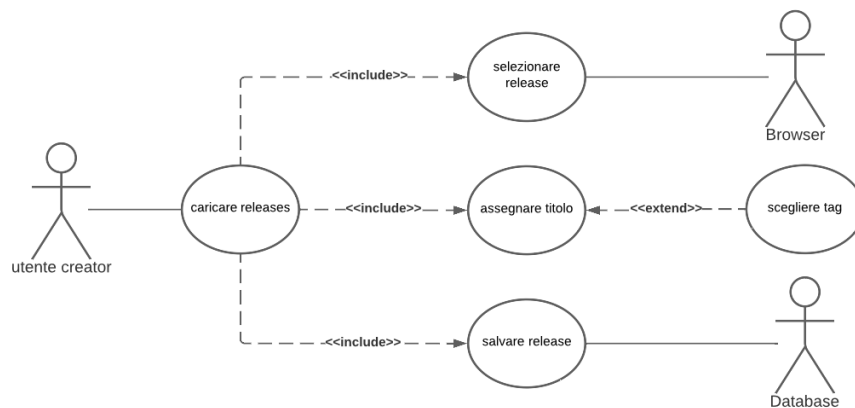 <<include>>
selezionare
release
Browser
utente creator
caricare releases
<<include>>
assegnare titolo
<<extend>>
scegliere tag
<<include>>
salvare release
Database